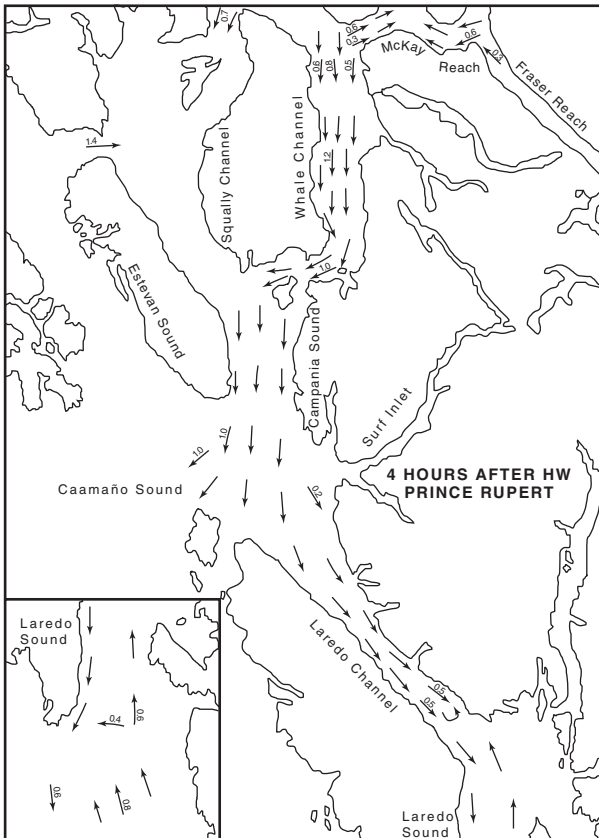 0.7
0.6
0.3
0.6
0.3
McKay
Reach
Fraser Reach
0.6
0.8
0.5
1.4
Squally Channel
Whale Channel
1.2
1.0
Estevan Sound
Campania Sound
Surf Inlet
1.0
1.0
Caamaño Sound
4 HOURS AFTER HW
PRINCE RUPERT
0.2
Laredo
Sound
Laredo Channel
0.5
0.5
0.4
0.6
0.6
0.8
Laredo
Sound